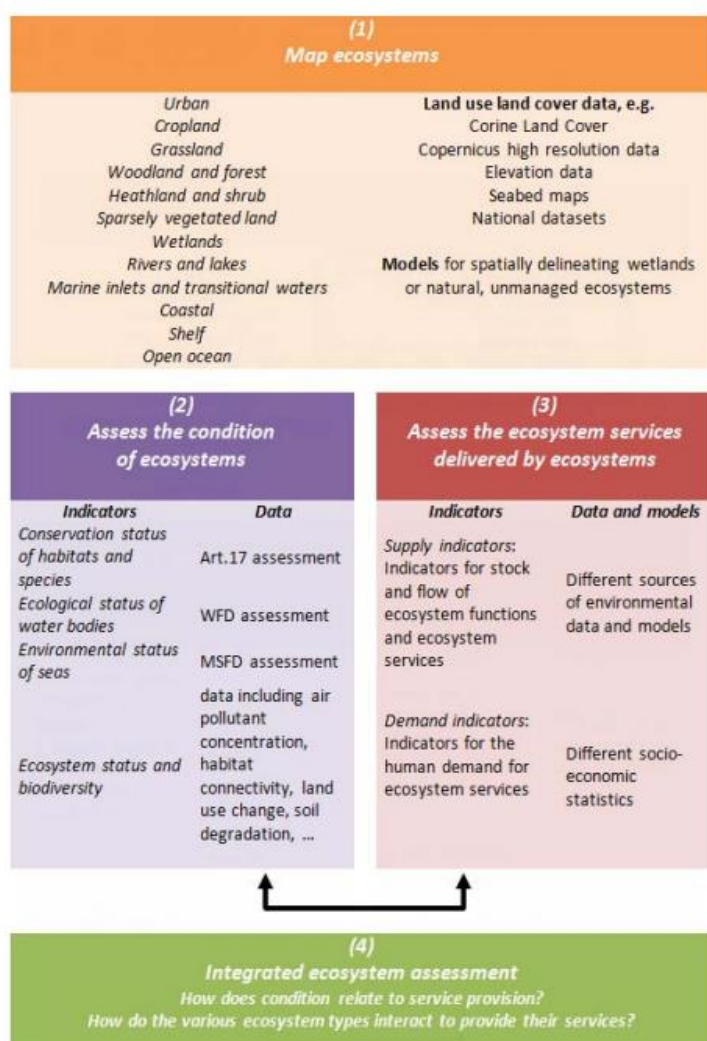 (1)
Map ecosystems
Urban
Cropland
Grassland
Woodland and forest
Heathland and shrub
Sparsely vegetated land
Wetlands
Rivers and lakes
Marine inlets and transitional waters
Coastal
Shelf
Open ocean
Land use land cover data, e.g.
Corine Land Cover
Copernicus high resolution data
Elevation data
Seabed maps
National datasets
Models for spatially delineating wetlands
or natural, unmanaged ecosystems
(2)
Assess the condition
of ecosystems
Indicators
Data
Conservation status
of habitats and
species
Art.17 assessment
Ecological status of
water bodies
WFD assessment
Environmental status
of seas
MSFD assessment
Ecosystem status and
biodiversity
data including air
pollutant
concentration,
habitat
connectivity, land
use change, soil
degradation, ...
(3)
Assess the ecosystem services
delivered by ecosystems
Indicators
Data and models
Supply indicators:
Indicators for stock
and flow of
ecosystem functions
and ecosystem
services
Different sources
of environmental
data and models
Demand indicators:
Indicators for the
human demand for
ecosystem services
Different socio-
economic
statistics
(4)
Integrated ecosystem assessment
How does condition relate to service provision?
How do the various ecosystem types interact to provide their services?